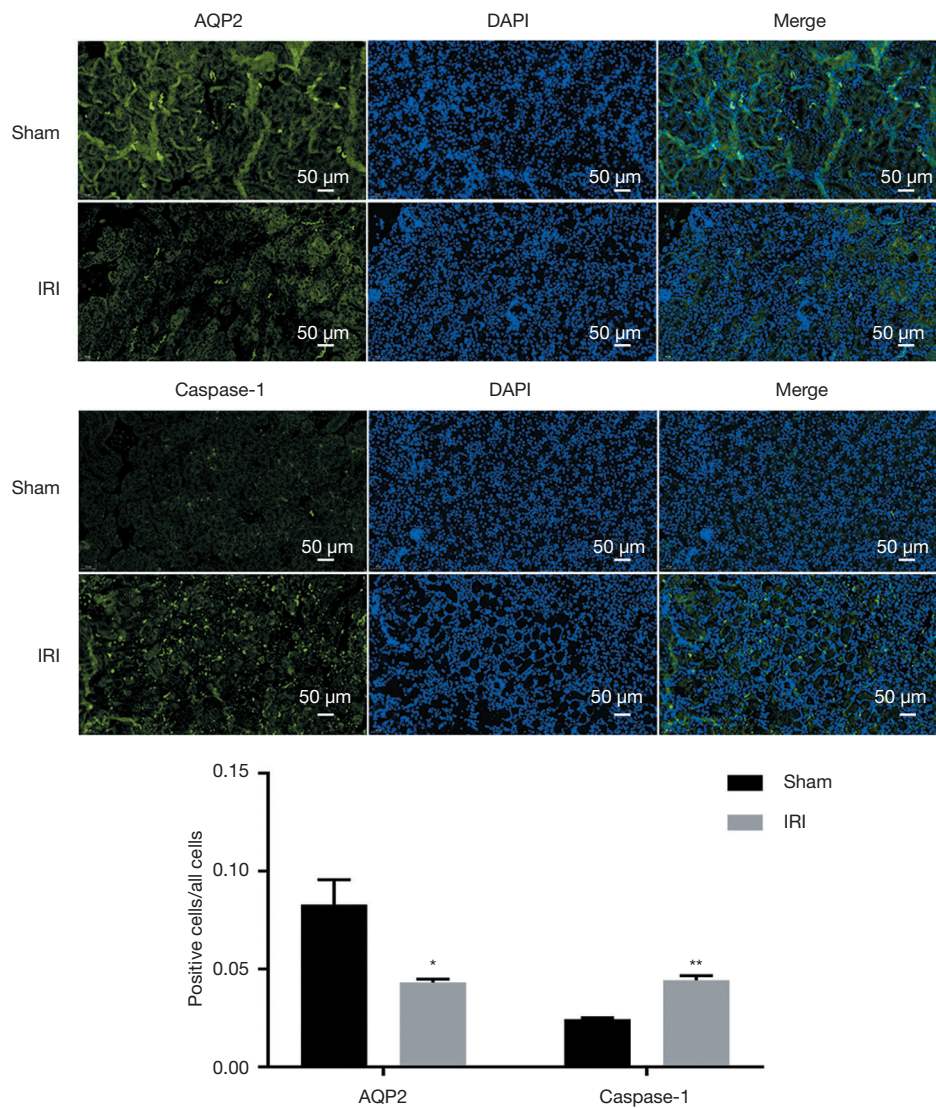 AQP2 DAPI Merge
Sham
50 µm 50 µm 50 µm
IRI
50 µm 50 µm 50 µm
Caspase-1 DAPI Merge
Sham
50 µm 50 µm 50 µm
IRI
50 µm 50 µm 50 µm
Positive cells/all cells
0.15
0.10
0.05
0.00
Sham
IRI
*
**
AQP2 Caspase-1